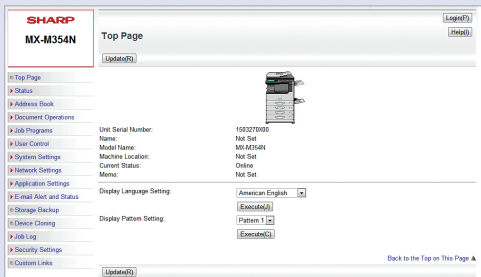 SHARP
MX-M354N
Login(P)
Top Page
Help(I)
Update(R)
Top Page
Status
Address Book
Document Operations
Job Programs
User Control
System Settings
Network Settings
Application Settings
E-mail Alert and Status
Storage Backup
Device Cloning
Job Log
Security Settings
Custom Links
Unit Serial Number: 1503270X00
Name: Not Set
Model Name: MX-M354N
Machine Location: Not Set
Current Status: Online
Memo: Not Set
Display Language Setting: American English
Execute(J)
Display Pattern Setting: Pattern 1
Execute(C)
Back to the Top on This Page ▲
Update(R)